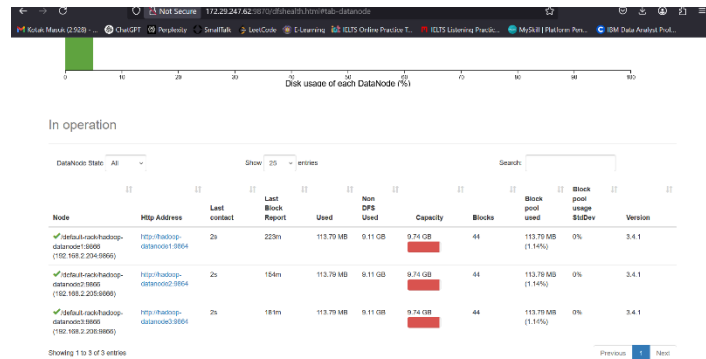 Not Secure 172.29.247.62:9870/dfshealth.html#tab-datanode
Kotak Masuk (2.928) - ... ChatGPT Perplexity SmallTalk LeetCode E-Learning IELTS Online Practice T... IELTS Listening Practic... MySkill | Platform Pen... IBM Data Analyst Prof...
0 10 20 30 40 50 60 70 80 90 100
Disk usage of each DataNode (%)
In operation
DataNode State All Show 25 entries Search:
Node Http Address Last contact Last Block Report Used Non DFS Used Capacity Blocks Block pool used Block pool usage StdDev Version
/default-rack/hadoop-datanode1:9866 (192.168.2.204:9866) http://hadoop-datanode1:9864 2s 223m 113.79 MB 9.11 GB 9.74 GB 44 113.79 MB (1.14%) 0% 3.4.1
/default-rack/hadoop-datanode2:9866 (192.168.2.205:9866) http://hadoop-datanode2:9864 2s 154m 113.79 MB 9.11 GB 9.74 GB 44 113.79 MB (1.14%) 0% 3.4.1
/default-rack/hadoop-datanode3:9866 (192.168.2.206:9866) http://hadoop-datanode3:9864 2s 181m 113.79 MB 9.11 GB 9.74 GB 44 113.79 MB (1.14%) 0% 3.4.1
Showing 1 to 3 of 3 entries Previous 1 Next